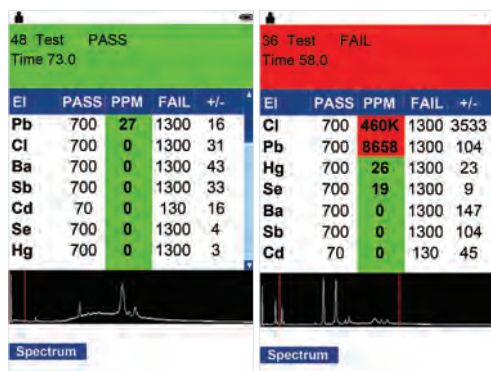 48 Test PASS
Time 73.0
El PASS PPM FAIL +/-
Pb 700 27 1300 16
Cl 700 0 1300 31
Ba 700 0 1300 43
Sb 700 0 1300 33
Cd 70 0 130 16
Se 700 0 1300 4
Hg 700 0 1300 3
Spectrum
36 Test FAIL
Time 58.0
El PASS PPM FAIL +/-
Cl 700 460K 1300 3533
Pb 700 8658 1300 104
Hg 700 26 1300 23
Se 700 19 1300 9
Ba 700 0 1300 147
Sb 700 0 1300 104
Cd 70 0 130 45
Spectrum